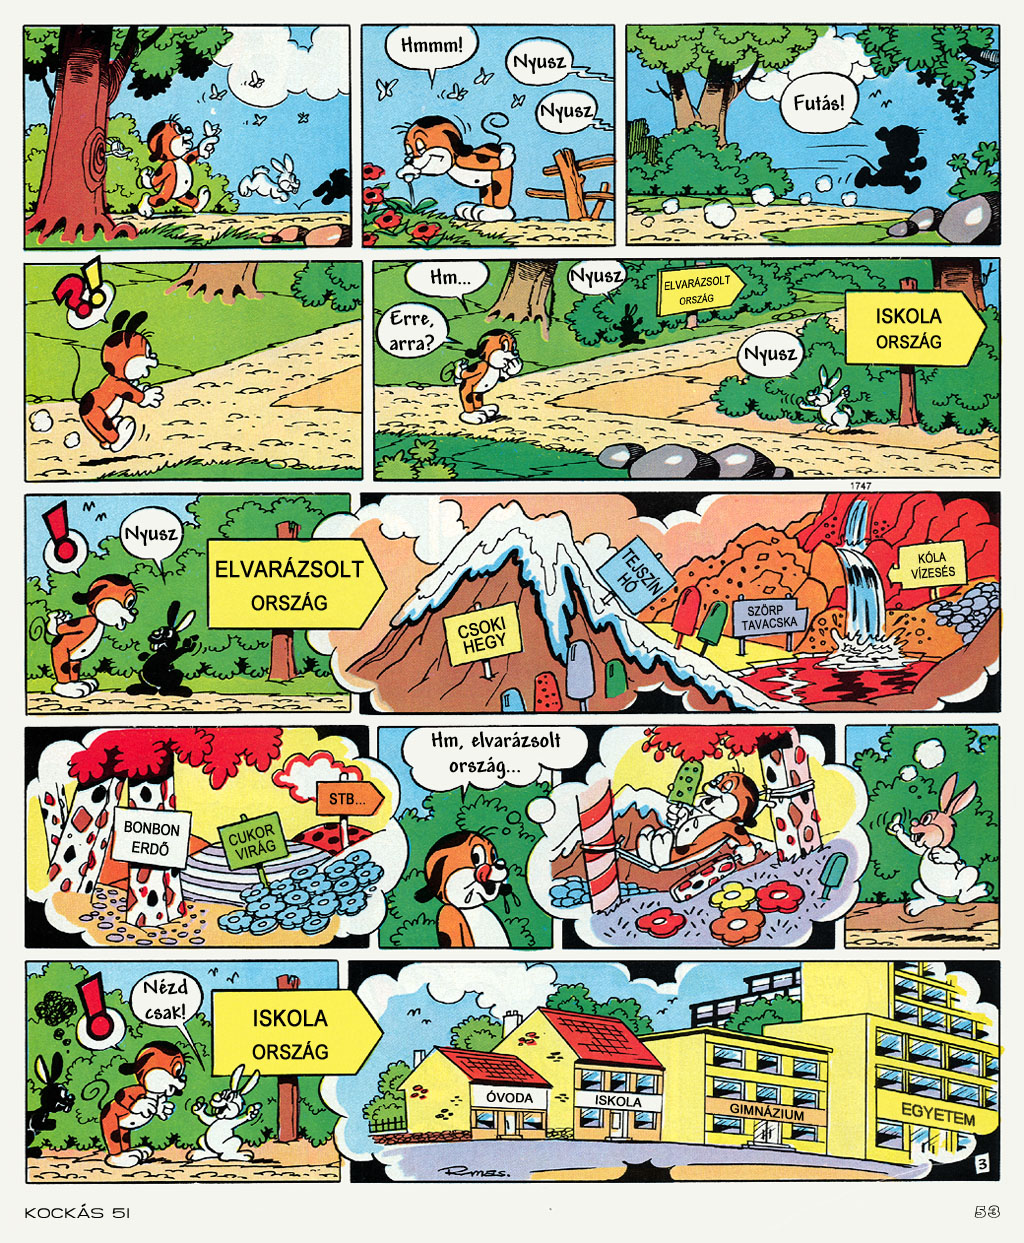 Hmmm!
Nyusz
Nyusz
Futás!
?!
Hm...
Erre,
arra?
Nyusz
ELVARÁZSOLT
ORSZÁG
ISKOLA
ORSZÁG
Nyusz
1747
!
Nyusz
ELVARÁZSOLT
ORSZÁG
CSOKI
HEGY
TEJSZÍN
HÓ
SZÖRP
TAVACSKA
KÓLA
VÍZESÉS
BONBON
ERDŐ
CUKOR
VIRÁG
STB...
Hm, elvarázsolt
ország...
!
Nézd
csak!
ISKOLA
ORSZÁG
ÓVODA
ISKOLA
GIMNÁZIUM
EGYETEM
3
KOCKÁS 51
53